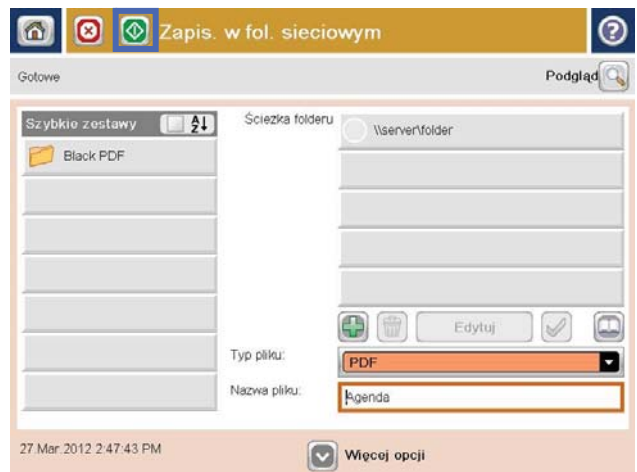 Zapis. w fol. sieciowym
Gotowe
Podgląd
Szybkie zestawy
Black PDF
Ścieżka folderu
\\server\folder
Edytuj
Typ pliku:
PDF
Nazwa pliku:
Agenda
27.Mar.2012 2:47:43 PM
Więcej opcji